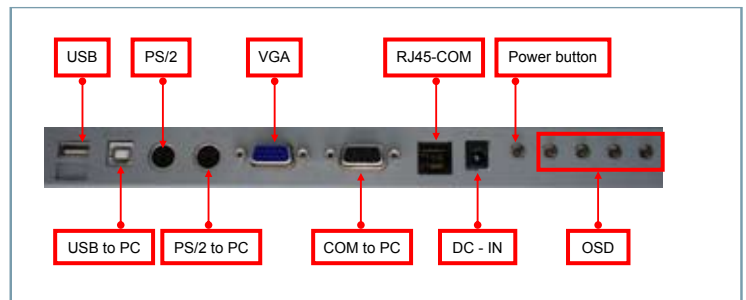 USB
PS/2
VGA
RJ45-COM
Power button
USB to PC
PS/2 to PC
COM to PC
DC - IN
OSD